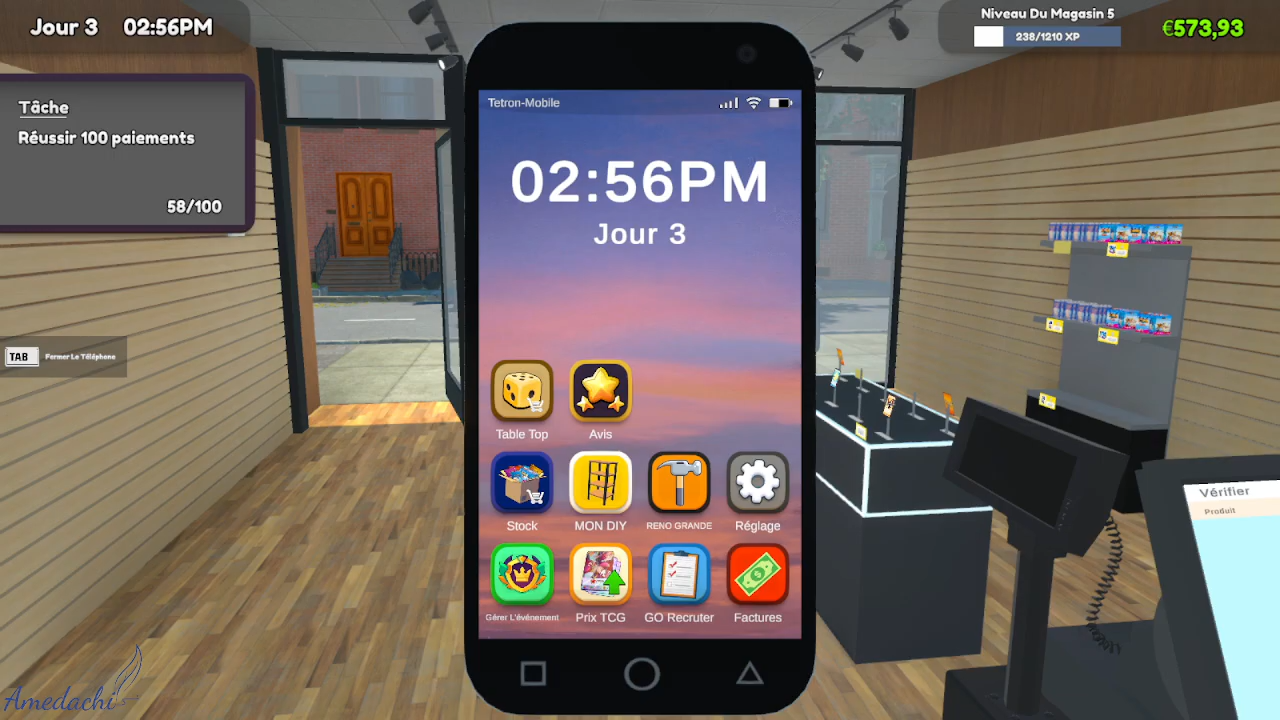 Jour 3 02:56PM
Niveau Du Magasin 5
238/1210 XP
€573,93
Tâche
Réussir 100 paiements
58/100
TAB Fermer Le Téléphone
Tetron-Mobile
02:56PM
Jour 3
Table Top Avis
Stock MON DIY RENO GRANDE Réglage
Gérer L'événement Prix TCG GO Recruter Factures
Vérifier
Produit
Amedachi